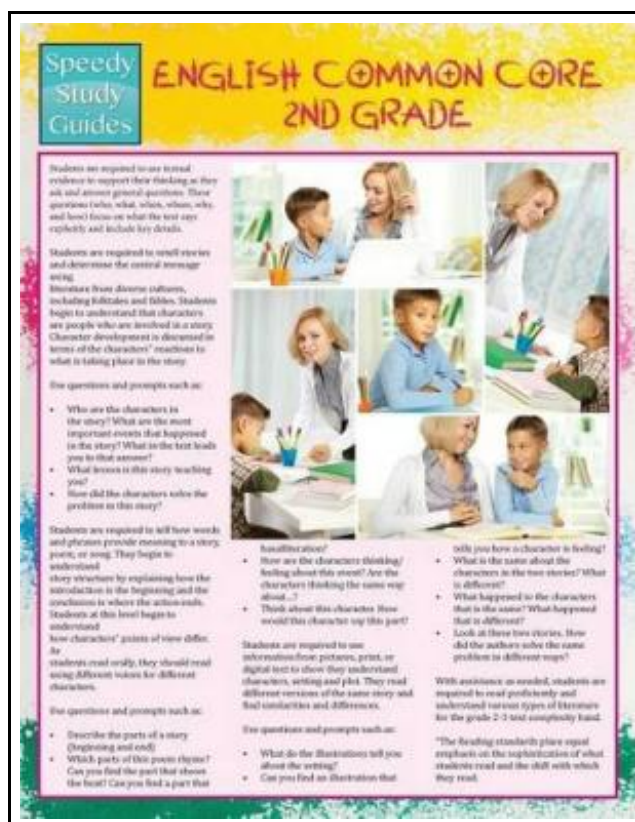 Speedy
Study
Guides
ENGLISH COMMON CORE
2ND GRADE
Students are required to use textual
evidence to support their thinking as they
ask and answer general questions. These
questions (who, what, when, where, why,
and how) focus on what the text says
explicitly and include key details.
Students are required to retell stories
and determine the central message
using
literature from diverse cultures,
including folktales and fables. Students
begin to understand that characters
are people who are involved in a story.
Character development is discussed in
terms of the characters' reactions to
what is taking place in the story.
Use questions and prompts such as:
• Who are the characters in
the story? What are the most
important events that happened
in the story? What in the text leads
you to that answer?
• What lesson is this story teaching
you?
• How did the characters solve the
problem in this story?
Students are required to tell how words
and phrases provide meaning to a story,
poem, or song. They begin to
understand
story structure by explaining how the
introduction is the beginning and the
conclusion is where the action ends.
Students at this level begin to
understand
how characters' points of view differ.
As
students read orally, they should read
using different voices for different
characters.
Use questions and prompts such as:
• Describe the parts of a story
(beginning and end)
• Which parts of this poem rhyme?
Can you find the part that shows
the beat? Can you find a part that
• How are the characters thinking/
feeling about this event? Are the
characters thinking the same way
about...?
• Think about this character. How
would this character say this part?
Students are required to use
information from pictures, print, or
digital text to show they understand
characters, setting and plot. They read
different versions of the same story and
find similarities and differences.
Use questions and prompts such as:
• What do the illustrations tell you
about the setting?
• Can you find an illustration that
tells you how a character is feeling?
• What is the same about the
characters in the two stories? What
is different?
• What happened to the characters
that is the same? What happened
that is different?
• Look at these two stories. How
did the authors solve the same
problem in different ways?
With assistance as needed, students are
required to read proficiently and
understand various types of literature
for the grade 2-3 text complexity band.
"The Reading standards place equal
emphasis on the sophistication of what
students read and the skill with which
they read.